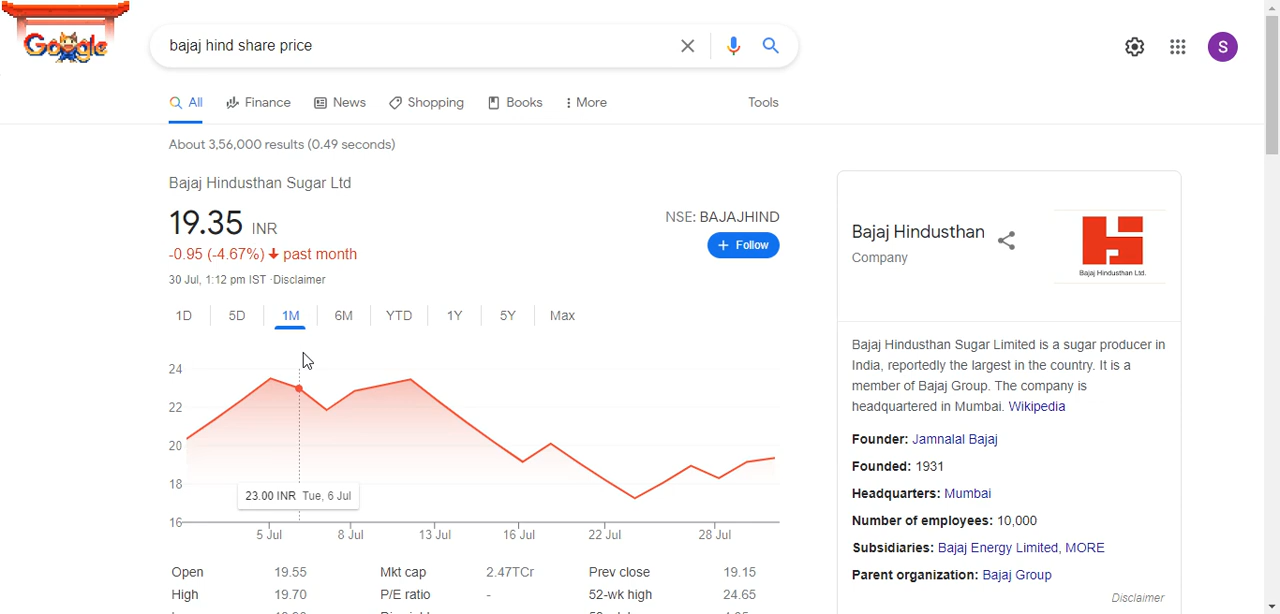 Google
bajaj hind share price
S
All Finance News Shopping Books More Tools
About 3,56,000 results (0.49 seconds)
Bajaj Hindusthan Sugar Ltd
19.35 INR
NSE: BAJAJHIND
-0.95 (-4.67%) past month
+ Follow
30 Jul, 1:12 pm IST · Disclaimer
1D 5D 1M 6M YTD 1Y 5Y Max
24
22
20
18
16
23.00 INR Tue, 6 Jul
5 Jul 8 Jul 13 Jul 16 Jul 22 Jul 28 Jul
Open 19.55 Mkt cap 2.47TCr Prev close 19.15
High 19.70 P/E ratio - 52-wk high 24.65
Bajaj Hindusthan
Company
Bajaj Hindusthan Ltd.
Bajaj Hindusthan Sugar Limited is a sugar producer in
India, reportedly the largest in the country. It is a
member of Bajaj Group. The company is
headquartered in Mumbai. Wikipedia
Founder: Jamnalal Bajaj
Founded: 1931
Headquarters: Mumbai
Number of employees: 10,000
Subsidiaries: Bajaj Energy Limited, MORE
Parent organization: Bajaj Group
Disclaimer